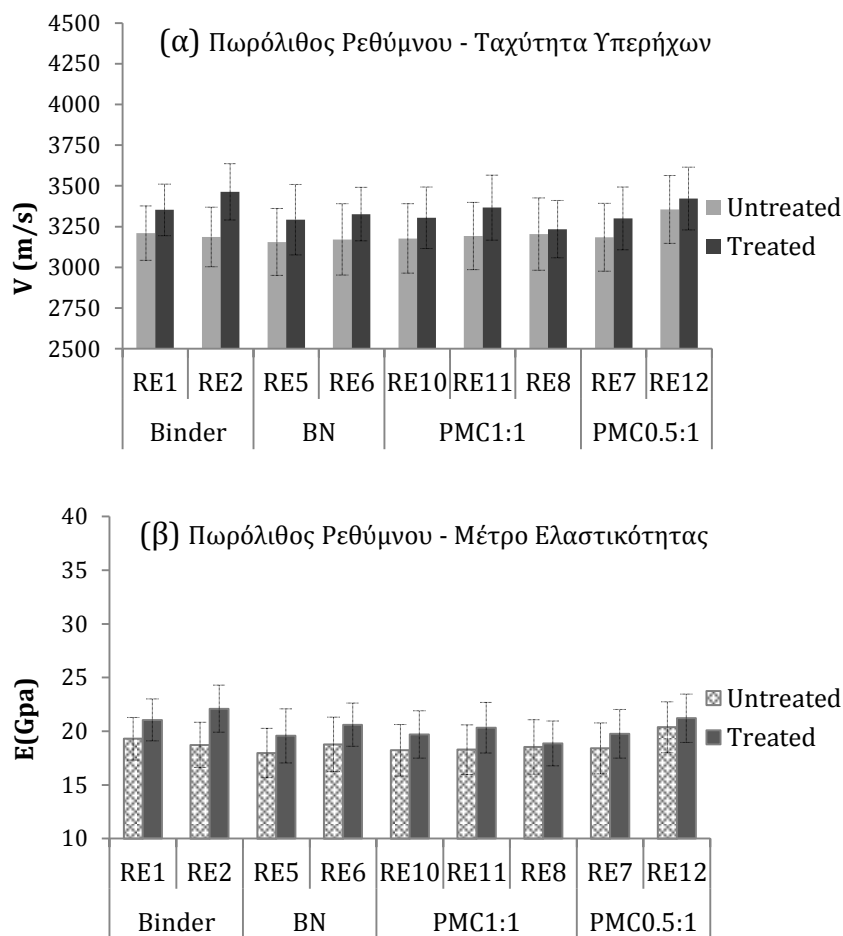 (α) Πωρόλιθος Ρεθύμνου - Ταχύτητα Υπερήχων
V (m/s)
4500
4250
4000
3750
3500
3250
3000
2750
2500
Untreated
Treated
RE1 RE2 RE5 RE6 RE10 RE11 RE8 RE7 RE12
Binder BN PMC1:1 PMC0.5:1
(β) Πωρόλιθος Ρεθύμνου - Μέτρο Ελαστικότητας
E(Gpa)
40
35
30
25
20
15
10
Untreated
Treated
RE1 RE2 RE5 RE6 RE10 RE11 RE8 RE7 RE12
Binder BN PMC1:1 PMC0.5:1